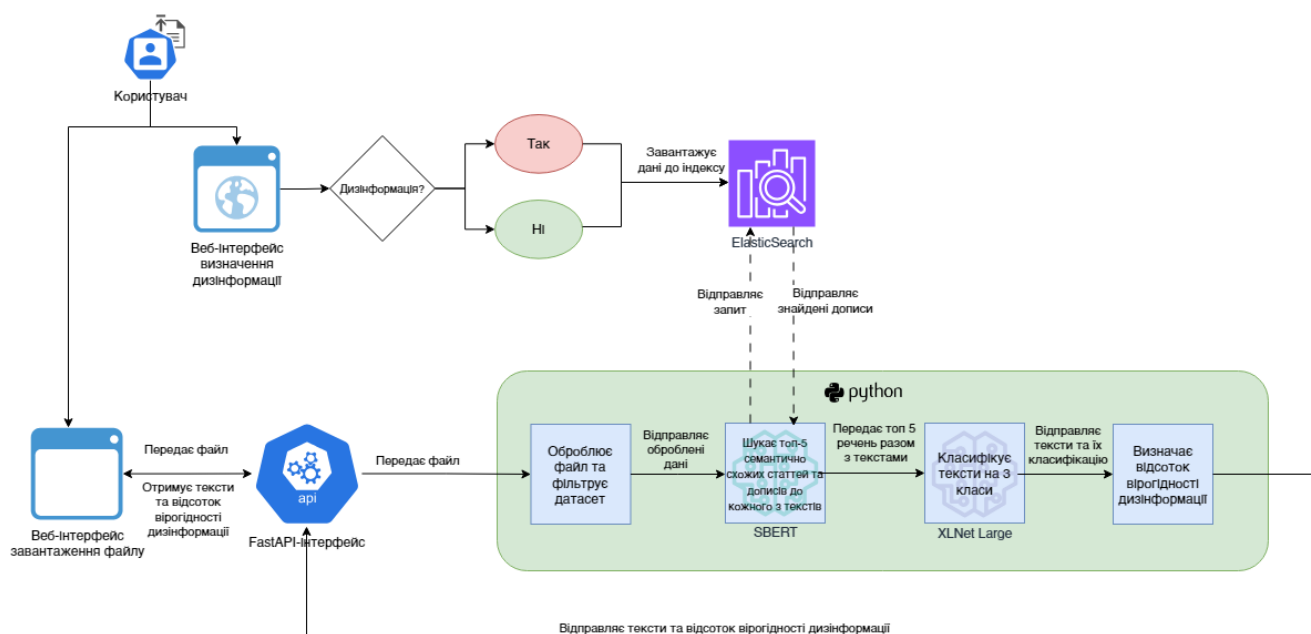 Користувач
Веб-інтерфейс
визначення
дизінформації
Дизінформація?
Так
Ні
Завантажує
дані до індексу
ElasticSearch
Відправляє
запит
Відправляє
знайдені дописи
python
Веб-інтерфейс
завантаження файлу
Передає файл
Отримує тексти
та відсоток
вірогідності
дизінформації
api
FastAPI-інтерфейс
Передає файл
Оброблює
файл та
фільтрує
датасет
Відправляє
оброблені
дані
Шукає топ-5
семантично
схожих статтей та
дописів до
кожного з текстів
SBERT
Передає топ 5
речень разом
з текстами
Класифікує
тексти на 3
класи
XLNet Large
Відправляє
тексти та їх
класифікацію
Визначає
відсоток
вірогідності
дизінформації
Відправляє тексти та відсоток вірогідності дизінформації